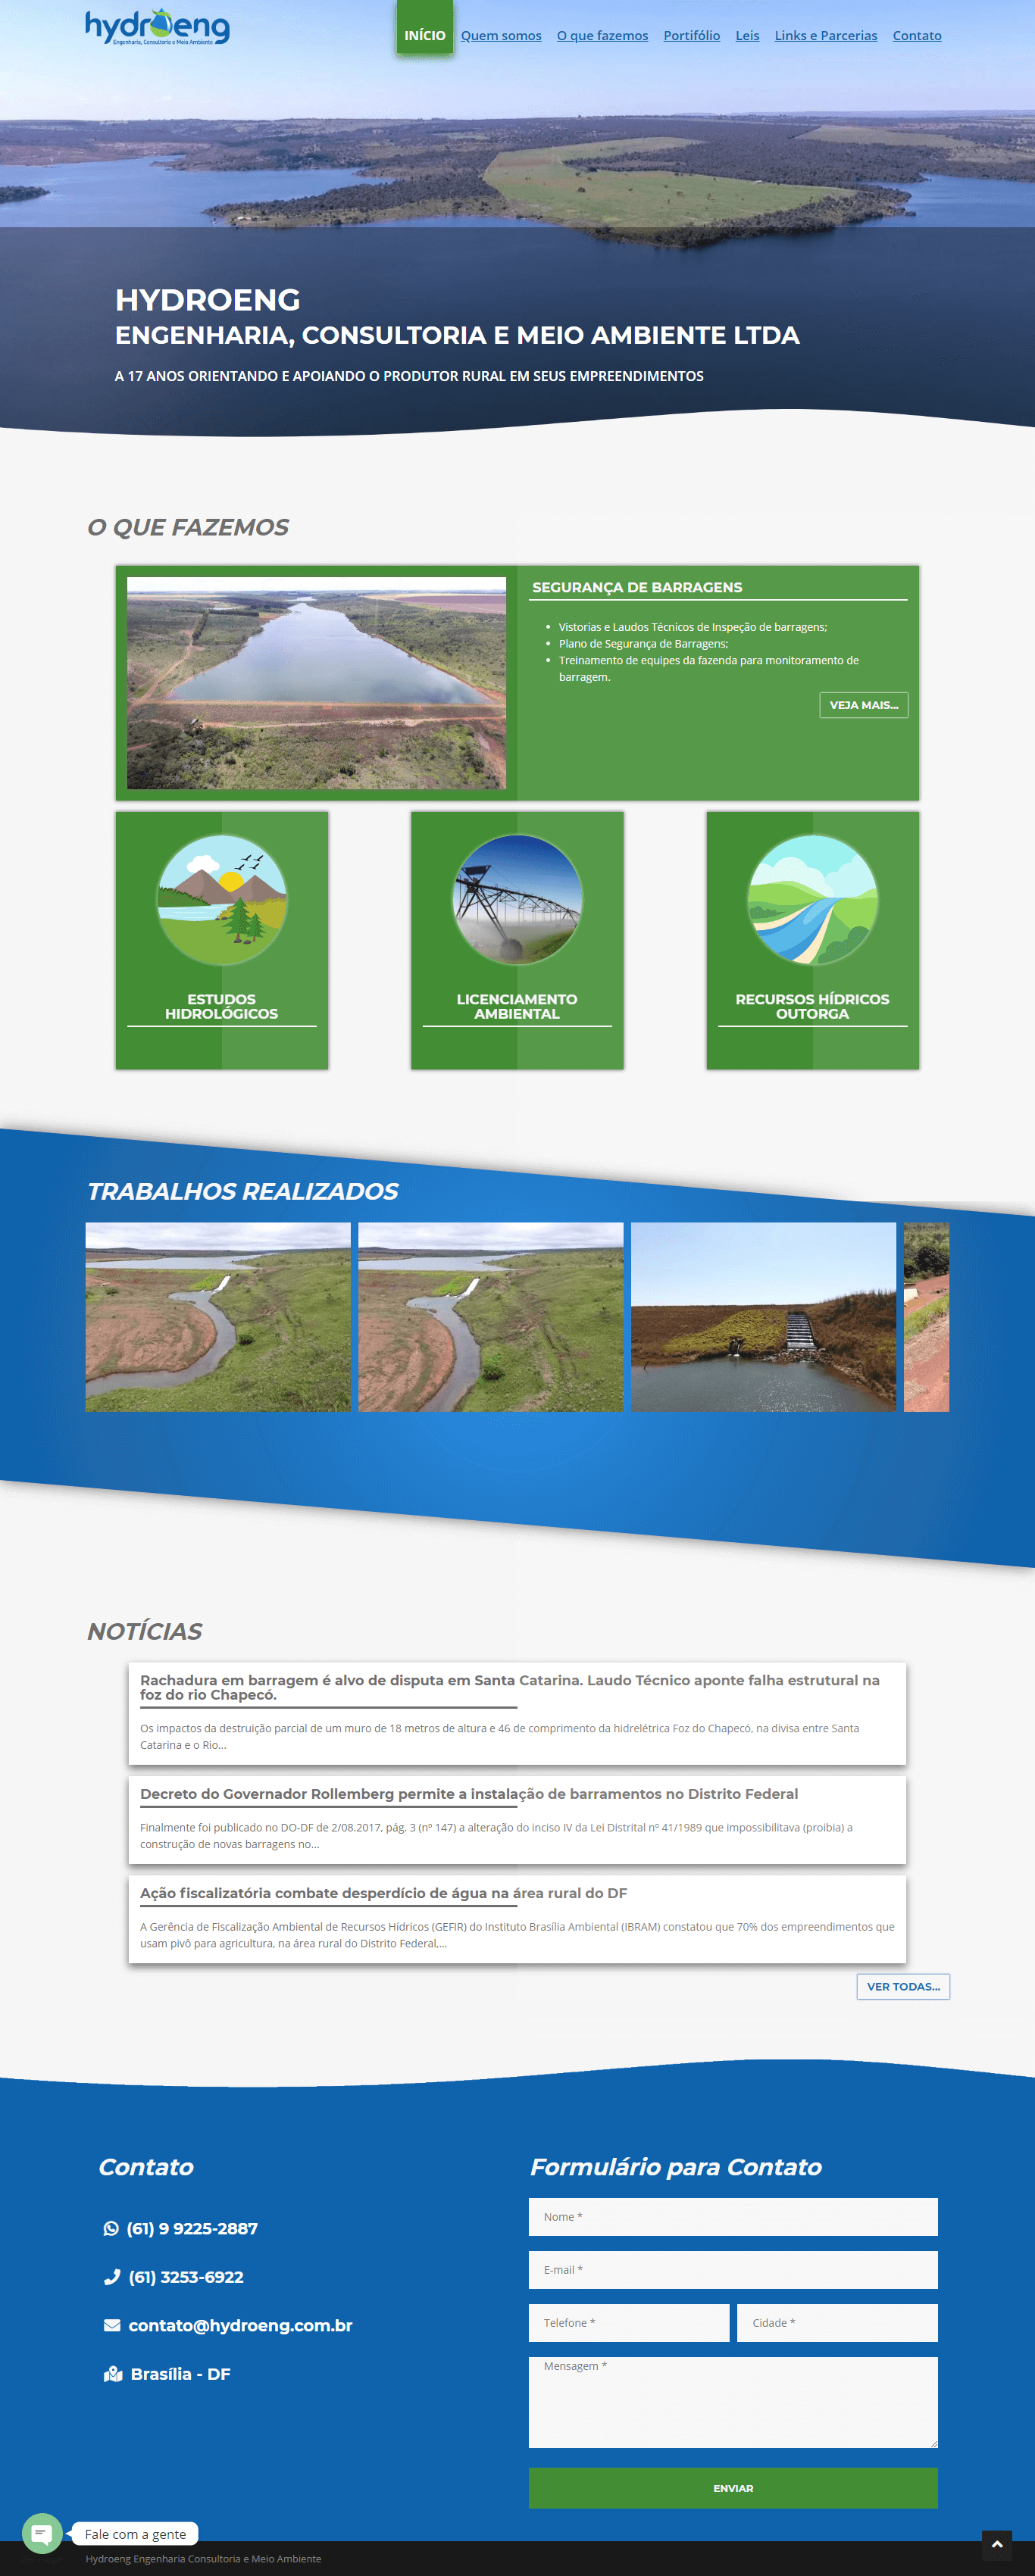 hydroeng
Engenharia, Consultoria e Meio Ambiente
INÍCIO Quem somos O que fazemos Portifólio Leis Links e Parcerias Contato
HYDROENG
ENGENHARIA, CONSULTORIA E MEIO AMBIENTE LTDA
A 17 ANOS ORIENTANDO E APOIANDO O PRODUTOR RURAL EM SEUS EMPREENDIMENTOS
O QUE FAZEMOS
SEGURANÇA DE BARRAGENS
• Vistorias e Laudos Técnicos de Inspeção de barragens;
• Plano de Segurança de Barragens;
• Treinamento de equipes da fazenda para monitoramento de
barragem.
VEJA MAIS...
ESTUDOS
HIDROLÓGICOS
LICENCIAMENTO
AMBIENTAL
RECURSOS HÍDRICOS
OUTORGA
TRABALHOS REALIZADOS
NOTÍCIAS
Rachadura em barragem é alvo de disputa em Santa Catarina. Laudo Técnico aponte falha estrutural na
foz do rio Chapecó.
Os impactos da destruição parcial de um muro de 18 metros de altura e 46 de comprimento da hidrelétrica Foz do Chapecó, na divisa entre Santa
Catarina e o Rio...
Decreto do Governador Rollemberg permite a instalação de barramentos no Distrito Federal
Finalmente foi publicado no DO-DF de 2/08.2017, pág. 3 (nº 147) a alteração do inciso IV da Lei Distrital nº 41/1989 que impossibilitava (proibia) a
construção de novas barragens no...
Ação fiscalizatória combate desperdício de água na área rural do DF
A Gerência de Fiscalização Ambiental de Recursos Hídricos (GEFIR) do Instituto Brasília Ambiental (IBRAM) constatou que 70% dos empreendimentos que
usam pivô para agricultura, na área rural do Distrito Federal,...
VER TODAS...
Contato
(61) 9 9225-2887
(61) 3253-6922
contato@hydroeng.com.br
Brasília - DF
Formulário para Contato
Nome *
E-mail *
Telefone * Cidade *
Mensagem *
ENVIAR
Fale com a gente
Hydroeng Engenharia Consultoria e Meio Ambiente